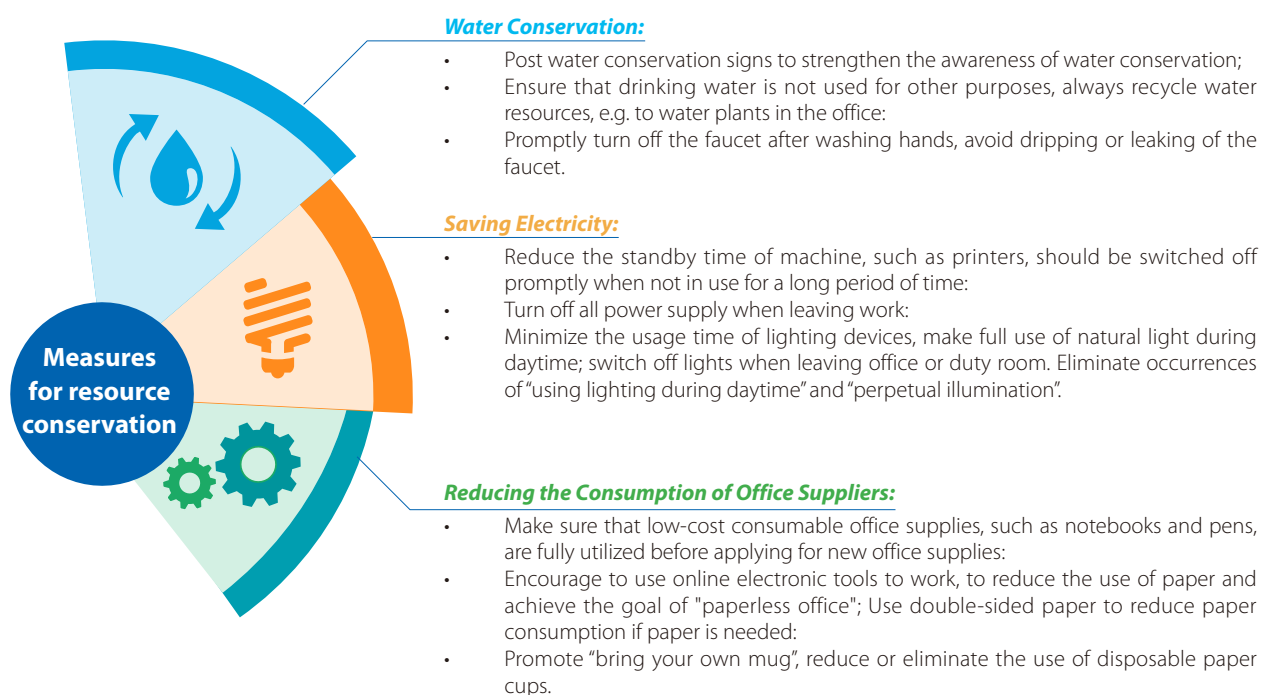 Measures
for resource
conservation
Water Conservation:
• Post water conservation signs to strengthen the awareness of water conservation;
• Ensure that drinking water is not used for other purposes, always recycle water
resources, e.g. to water plants in the office:
• Promptly turn off the faucet after washing hands, avoid dripping or leaking of the
faucet.
Saving Electricity:
• Reduce the standby time of machine, such as printers, should be switched off
promptly when not in use for a long period of time:
• Turn off all power supply when leaving work:
• Minimize the usage time of lighting devices, make full use of natural light during
daytime; switch off lights when leaving office or duty room. Eliminate occurrences
of “using lighting during daytime” and “perpetual illumination”.
Reducing the Consumption of Office Suppliers:
• Make sure that low-cost consumable office supplies, such as notebooks and pens,
are fully utilized before applying for new office supplies:
• Encourage to use online electronic tools to work, to reduce the use of paper and
achieve the goal of "paperless office"; Use double-sided paper to reduce paper
consumption if paper is needed:
• Promote “bring your own mug”, reduce or eliminate the use of disposable paper
cups.